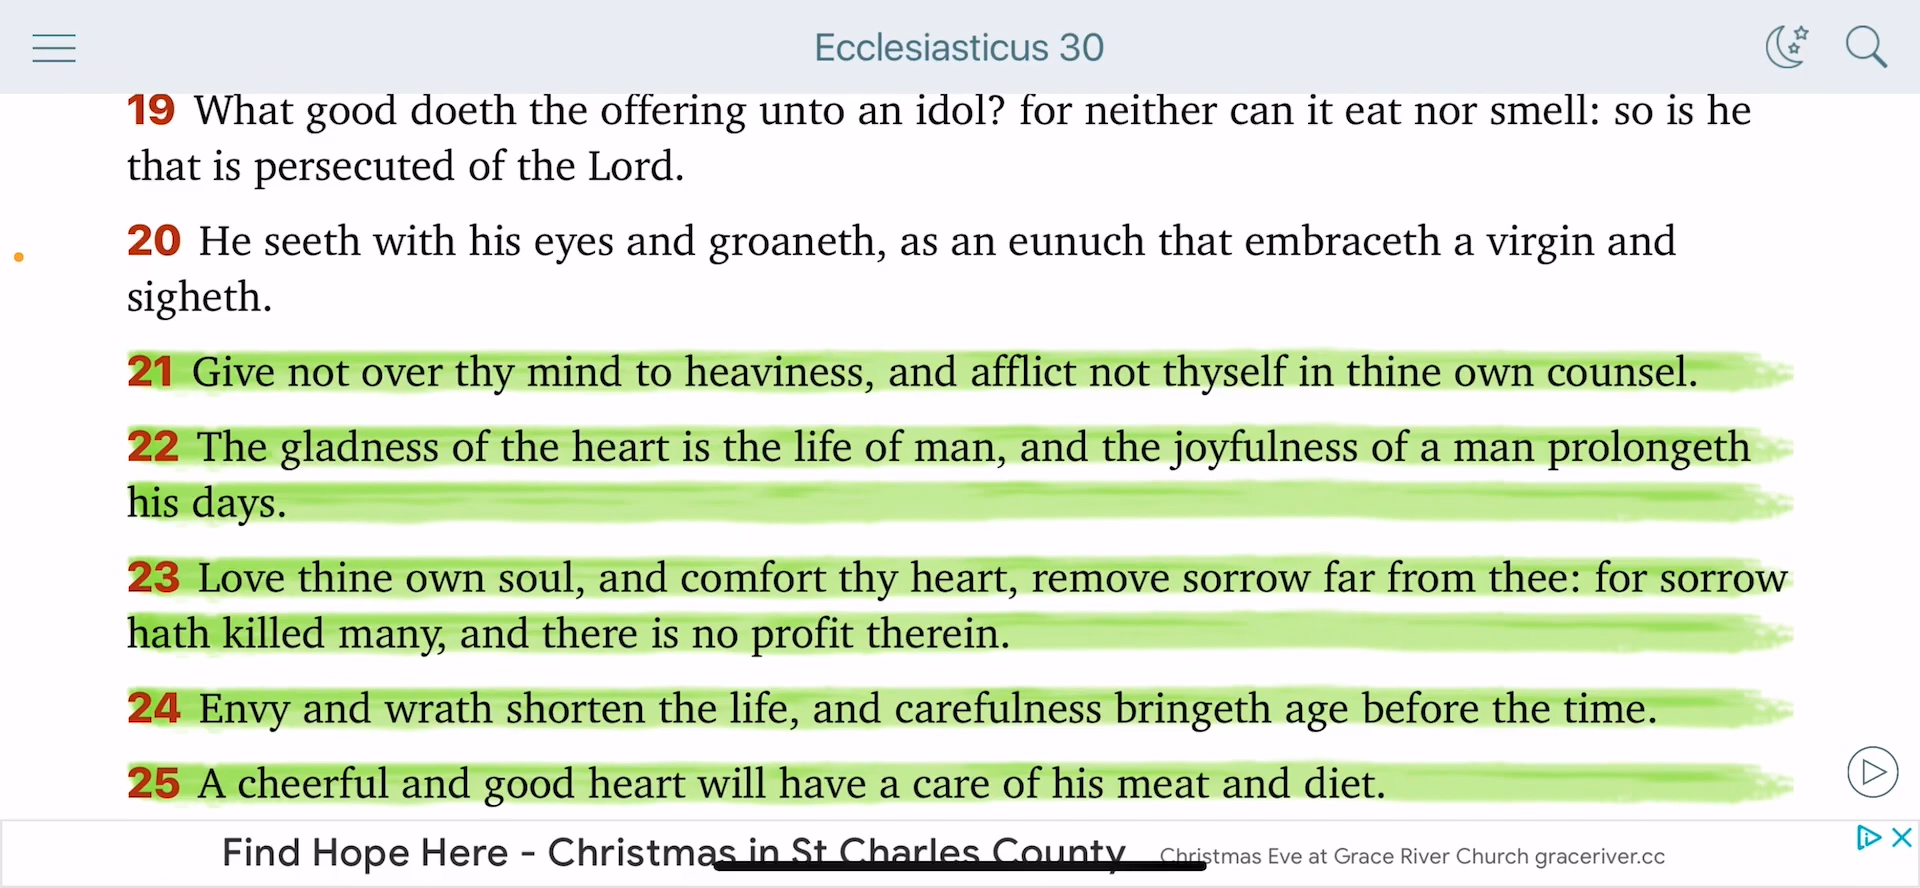 Ecclesiasticus 30
19 What good doeth the offering unto an idol? for neither can it eat nor smell: so is he
that is persecuted of the Lord.
20 He seeth with his eyes and groaneth, as an eunuch that embraceth a virgin and
sigheth.
21 Give not over thy mind to heaviness, and afflict not thyself in thine own counsel.
22 The gladness of the heart is the life of man, and the joyfulness of a man prolongeth
his days.
23 Love thine own soul, and comfort thy heart, remove sorrow far from thee: for sorrow
hath killed many, and there is no profit therein.
24 Envy and wrath shorten the life, and carefulness bringeth age before the time.
25 A cheerful and good heart will have a care of his meat and diet.
Find Hope Here - Christmas in St Charles County
Christmas Eve at Grace River Church graceriver.cc